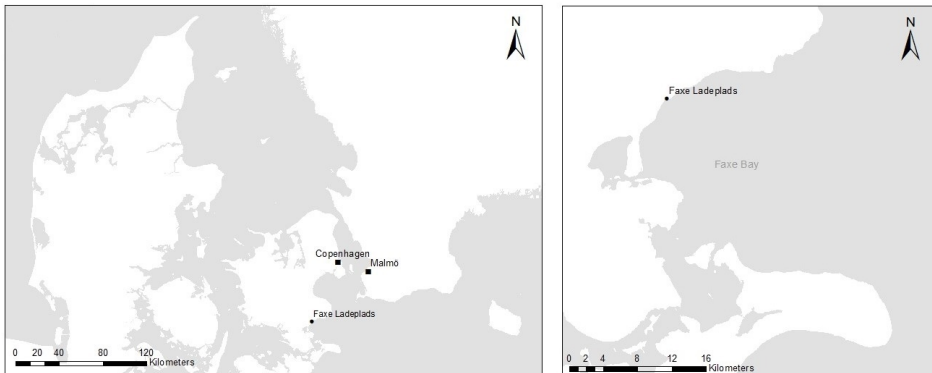 N
Copenhagen
Malmö
Faxe Ladeplads
0 20 40 80 120
Kilometers
N
Faxe Ladeplads
Faxe Bay
0 2 4 8 12 16
Kilometers